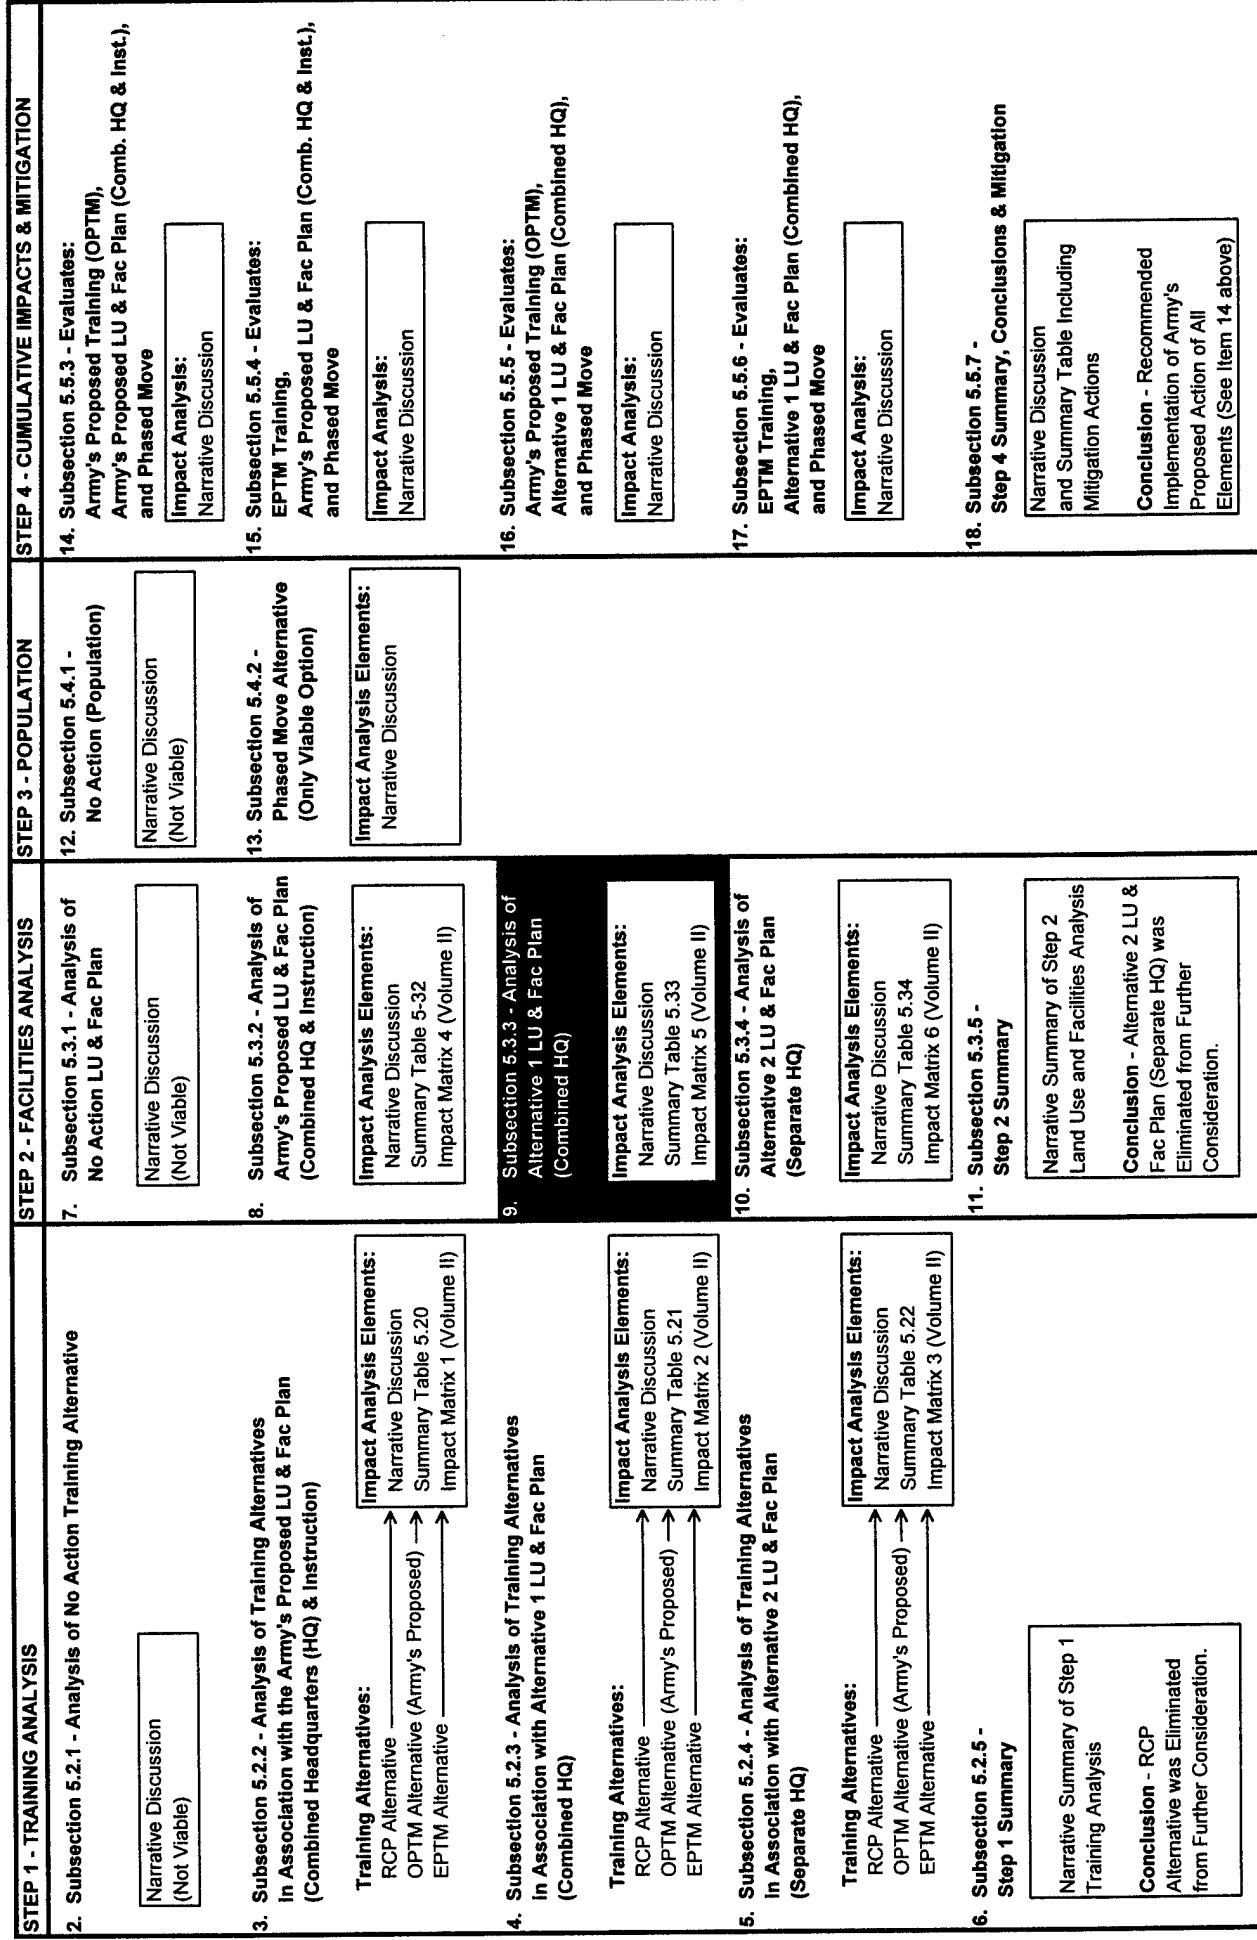 STEP 1 - TRAINING ANALYSIS
2. Subsection 5.2.1 - Analysis of No Action Training Alternative
Narrative Discussion
(Not Viable)
3. Subsection 5.2.2 - Analysis of Training Alternatives
In Association with the Army's Proposed LU & Fac Plan
(Combined Headquarters (HQ) & Instruction)
Training Alternatives:
RCP Alternative
OPTM Alternative (Army's Proposed)
EPTM Alternative
Impact Analysis Elements:
Narrative Discussion
Summary Table 5.20
Impact Matrix 1 (Volume II)
4. Subsection 5.2.3 - Analysis of Training Alternatives
in Association with Alternative 1 LU & Fac Plan
(Combined HQ)
Training Alternatives:
RCP Alternative
OPTM Alternative (Army's Proposed)
EPTM Alternative
Impact Analysis Elements:
Narrative Discussion
Summary Table 5.21
Impact Matrix 2 (Volume II)
5. Subsection 5.2.4 - Analysis of Training Alternatives
In Association with Alternative 2 LU & Fac Plan
(Separate HQ)
Training Alternatives:
RCP Alternative
OPTM Alternative (Army's Proposed)
EPTM Alternative
Impact Analysis Elements:
Narrative Discussion
Summary Table 5.22
Impact Matrix 3 (Volume II)
6. Subsection 5.2.5 -
Step 1 Summary
Narrative Summary of Step 1
Training Analysis
Conclusion - RCP
Alternative was Eliminated
from Further Consideration.
STEP 2 - FACILITIES ANALYSIS
7. Subsection 5.3.1 - Analysis of
No Action LU & Fac Plan
Narrative Discussion
(Not Viable)
8. Subsection 5.3.2 - Analysis of
Army's Proposed LU & Fac Plan
(Combined HQ & Instruction)
Impact Analysis Elements:
Narrative Discussion
Summary Table 5-32
Impact Matrix 4 (Volume II)
9. Subsection 5.3.3 - Analysis of
Alternative 1 LU & Fac Plan
(Combined HQ)
Impact Analysis Elements:
Narrative Discussion
Summary Table 5.33
Impact Matrix 5 (Volume II)
10. Subsection 5.3.4 - Analysis of
Alternative 2 LU & Fac Plan
(Separate HQ)
Impact Analysis Elements:
Narrative Discussion
Summary Table 5.34
Impact Matrix 6 (Volume II)
11. Subsection 5.3.5 -
Step 2 Summary
Narrative Summary of Step 2
Land Use and Facilities Analysis
Conclusion - Alternative 2 LU &
Fac Plan (Separate HQ) was
Eliminated from Further
Consideration.
STEP 3 - POPULATION
12. Subsection 5.4.1 -
No Action (Population)
Narrative Discussion
(Not Viable)
13. Subsection 5.4.2 -
Phased Move Alternative
(Only Viable Option)
Impact Analysis Elements:
Narrative Discussion
STEP 4 - CUMULATIVE IMPACTS & MITIGATION
14. Subsection 5.5.3 - Evaluates:
Army's Proposed Training (OPTM),
Army's Proposed LU & Fac Plan (Comb. HQ & Inst.),
and Phased Move
Impact Analysis:
Narrative Discussion
15. Subsection 5.5.4 - Evaluates:
EPTM Training,
Army's Proposed LU & Fac Plan (Comb. HQ & Inst.),
and Phased Move
Impact Analysis:
Narrative Discussion
16. Subsection 5.5.5 - Evaluates:
Army's Proposed Training (OPTM),
Alternative 1 LU & Fac Plan (Combined HQ),
and Phased Move
Impact Analysis:
Narrative Discussion
17. Subsection 5.5.6 - Evaluates:
EPTM Training,
Alternative 1 LU & Fac Plan (Combined HQ),
and Phased Move
Impact Analysis:
Narrative Discussion
18. Subsection 5.5.7 -
Step 4 Summary, Conclusions & Mitigation
Narrative Discussion
and Summary Table Including
Mitigation Actions
Conclusion - Recommended
Implementation of Army's
Proposed Action of All
Elements (See Item 14 above)